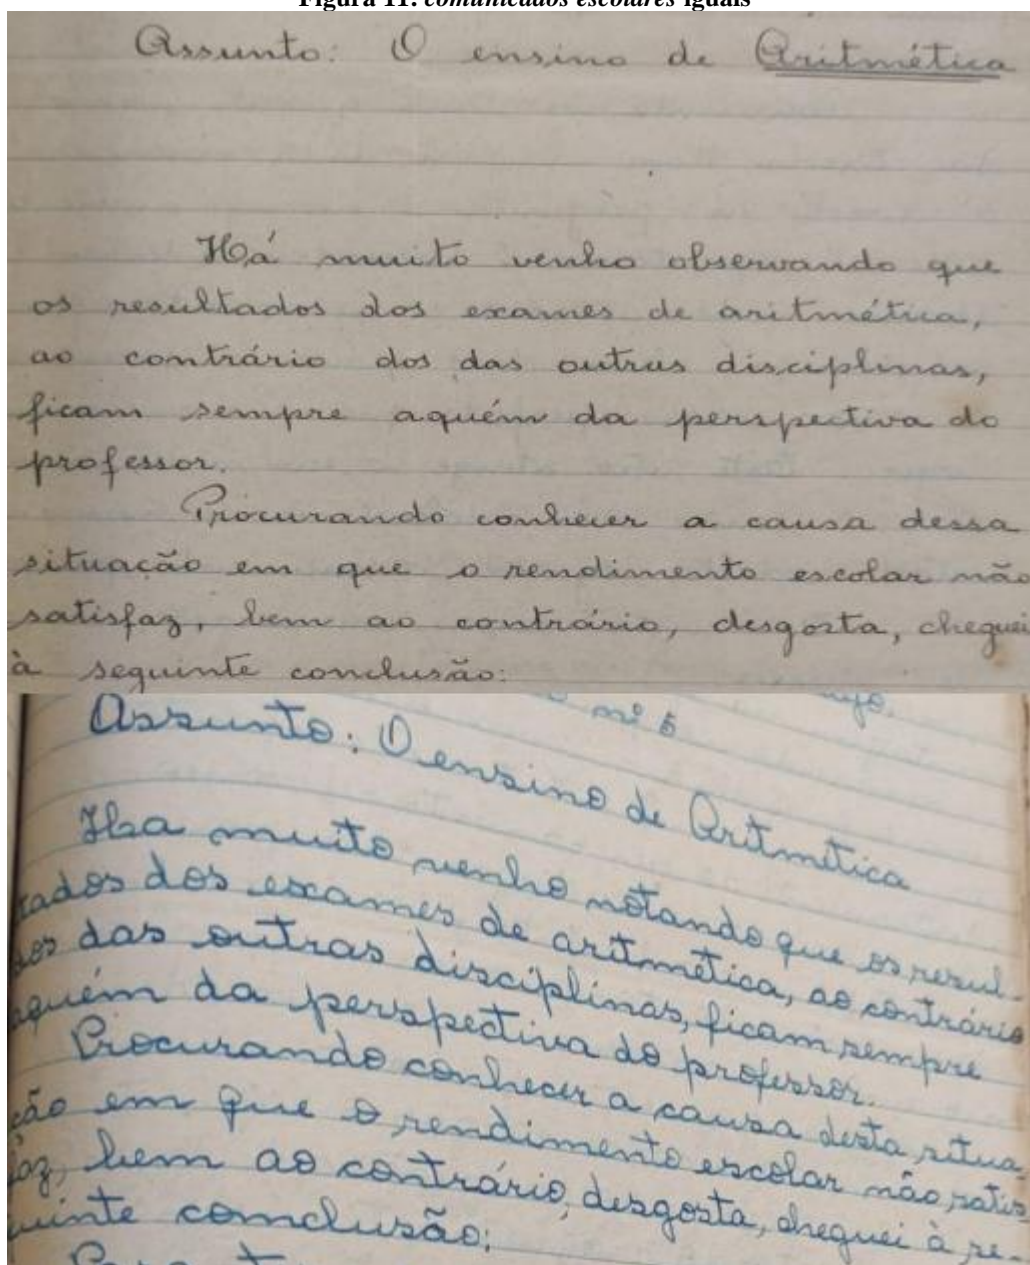 Figura 11: comunicados escolares iguais
Assunto: O ensino de Aritmética
Há muito venho observando que
os resultados dos exames de aritmética,
ao contrário dos das outras disciplinas,
ficam sempre aquém da perspectiva do
professor.
Procurando conhecer a causa dessa
situação em que o rendimento escolar não
satisfaz, bem ao contrário, desgosta, cheguei
à seguinte conclusão:
nº 5
Assunto: O ensino de Aritmética
Ha muito venho notando que os resul-
tados dos exames de aritmética, ao contrário
dos das outras disciplinas, ficam sempre
aquém da perspectiva do professor.
Procurando conhecer a causa desta situa
ção em que o rendimento escolar não satis
faz, bem ao contrário, desgosta, cheguei à se-
guinte comclusão: